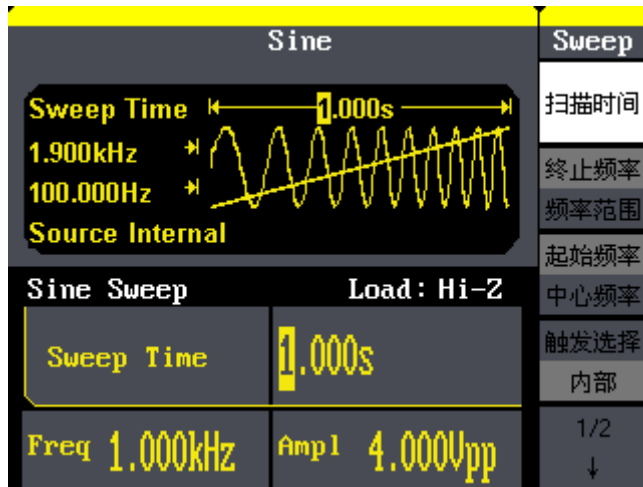 Sine
Sweep
Sweep Time 1.000s
1.900kHz
100.000Hz
Source Internal
Sine Sweep Load: Hi-Z
Sweep Time 1.000s
Freq 1.000kHz Ampl 4.000Vpp
扫描时间
终止频率
频率范围
起始频率
中心频率
触发选择
内部
1/2
↓